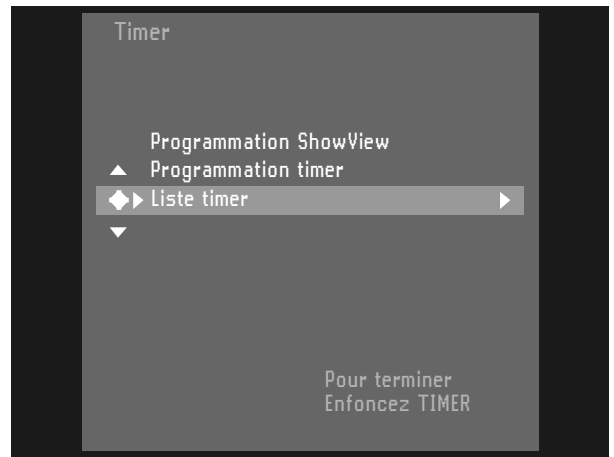 Timer
Programmation ShowView
Programmation timer
Liste timer
Pour terminer
Enfoncez TIMER